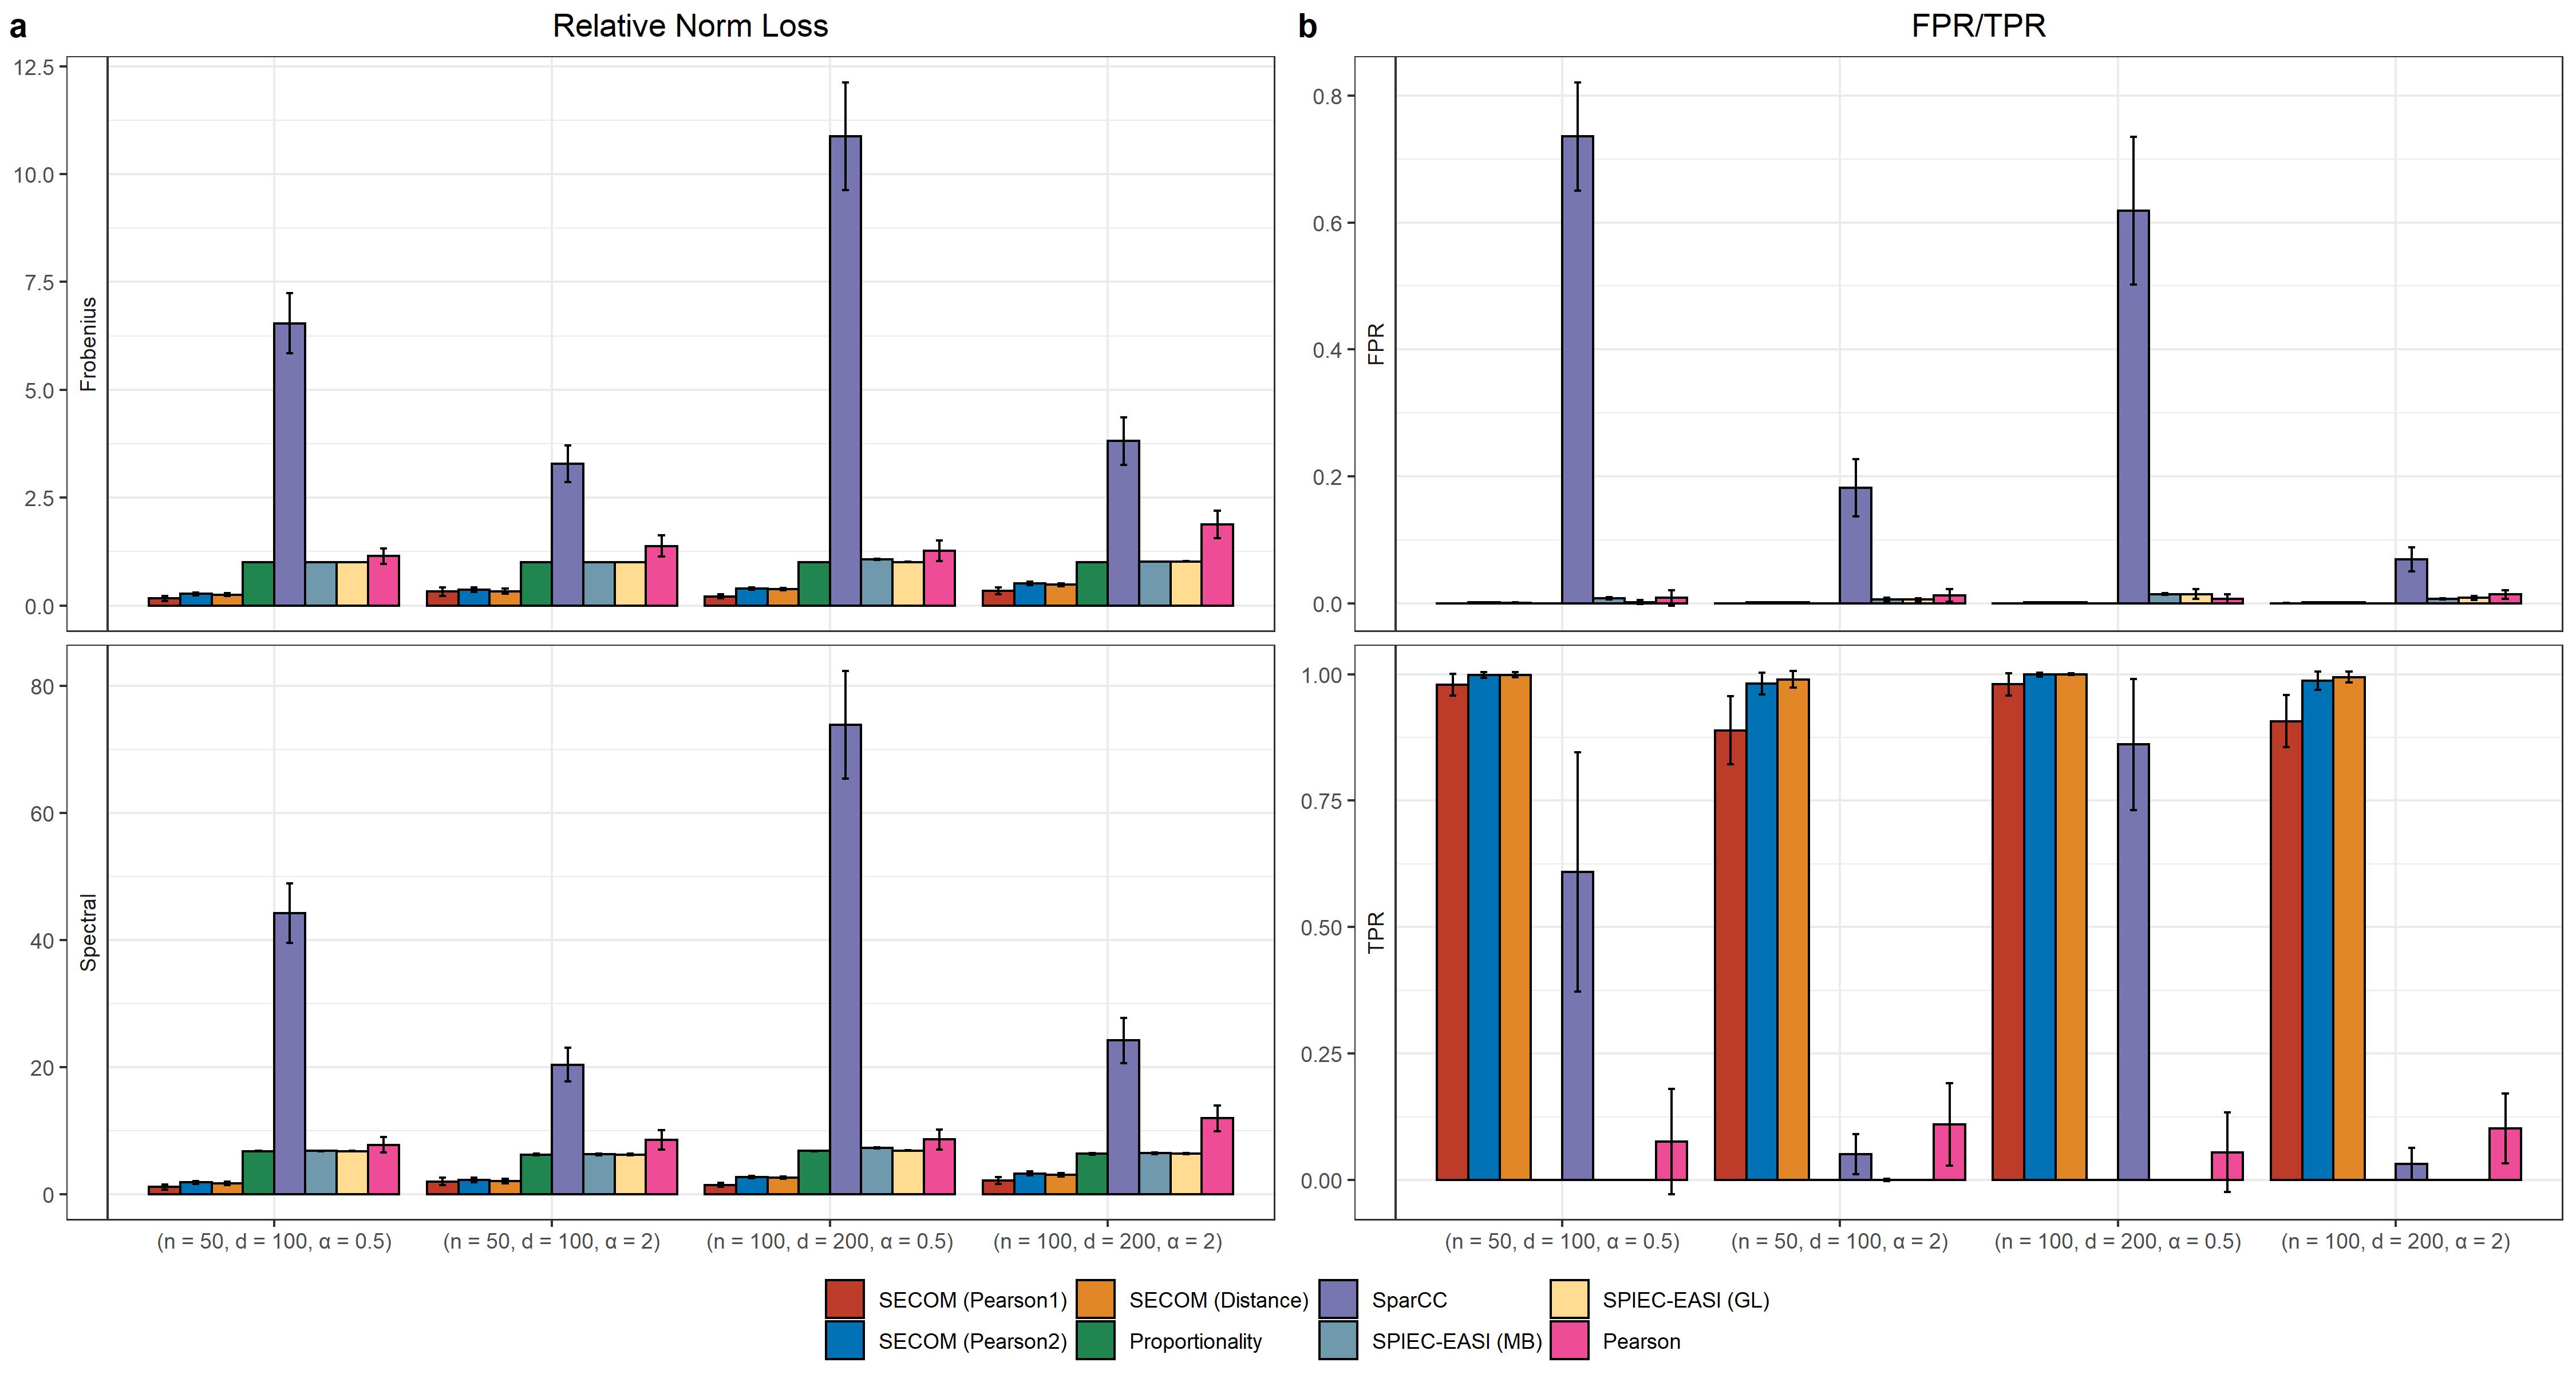 a
Relative Norm Loss
12.5
10.0
7.5
5.0
2.5
0.0
Frobenius
80
60
40
20
0
Spectral
(n = 50, d = 100, α = 0.5)
(n = 50, d = 100, α = 2)
(n = 100, d = 200, α = 0.5)
(n = 100, d = 200, α = 2)
b
FPR/TPR
0.8
0.6
0.4
0.2
0.0
FPR
1.00
0.75
0.50
0.25
0.00
TPR
(n = 50, d = 100, α = 0.5)
(n = 50, d = 100, α = 2)
(n = 100, d = 200, α = 0.5)
(n = 100, d = 200, α = 2)
SECOM (Pearson1)
SECOM (Distance)
SparCC
SPIEC-EASI (GL)
SECOM (Pearson2)
Proportionality
SPIEC-EASI (MB)
Pearson